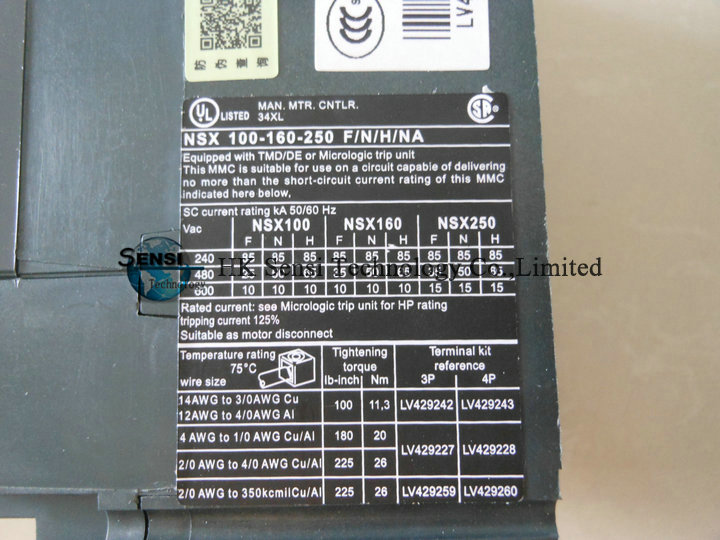 防 伪 查 询
CCC
LV4
UL LISTED MAN. MTR. CNTLR.
34XL
NSX 100-160-250 F/N/H/NA
Equipped with TMD/DE or Micrologic trip unit
This MMC is suitable for use on a circuit capable of delivering
no more than the short-circuit current rating of this MMC
indicated here below,
SC current rating kA 50/60 Hz
Vac NSX100 NSX160 NSX250
F N H F N H F N H
240 85 85 85 85 85 85 85 85 85
480
600 10 10 10 10 10 10 15 15 15
SENSI
Technology
HK Sensi Technology Co.,Limited
Rated current: see Micrologic trip unit for HP rating
tripping current 125%
Suitable as motor disconnect
Temperature rating 75°C
wire size
Tightening torque
lb-inch Nm
Terminal kit reference
3P 4P
14AWG to 3/0AWG Cu
12AWG to 4/0AWG Al
100 11,3 LV429242 LV429243
4 AWG to 1/0 AWG Cu/Al 180 20
LV429227 LV429228
2/0 AWG to 4/0 AWG Cu/Al 225 26
2/0 AWG to 350kcmilCu/Al 225 26 LV429259 LV429260